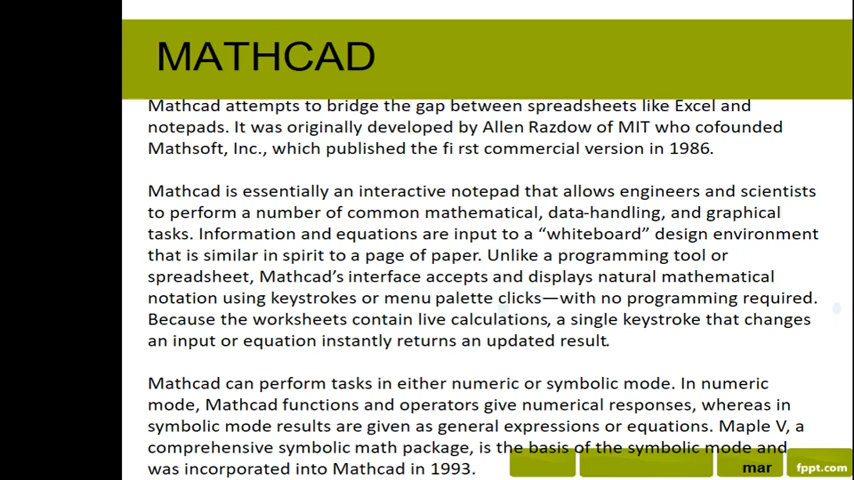 MATHCAD
Mathcad attempts to bridge the gap between spreadsheets like Excel and
notepads. It was originally developed by Allen Razdow of MIT who cofounded
Mathsoft, Inc., which published the fi rst commercial version in 1986.
Mathcad is essentially an interactive notepad that allows engineers and scientists
to perform a number of common mathematical, data-handling, and graphical
tasks. Information and equations are input to a “whiteboard” design environment
that is similar in spirit to a page of paper. Unlike a programming tool or
spreadsheet, Mathcad’s interface accepts and displays natural mathematical
notation using keystrokes or menu palette clicks—with no programming required.
Because the worksheets contain live calculations, a single keystroke that changes
an input or equation instantly returns an updated result.
Mathcad can perform tasks in either numeric or symbolic mode. In numeric
mode, Mathcad functions and operators give numerical responses, whereas in
symbolic mode results are given as general expressions or equations. Maple V, a
comprehensive symbolic math package, is the basis of the symbolic mode and
was incorporated into Mathcad in 1993.
mar
fppt.com